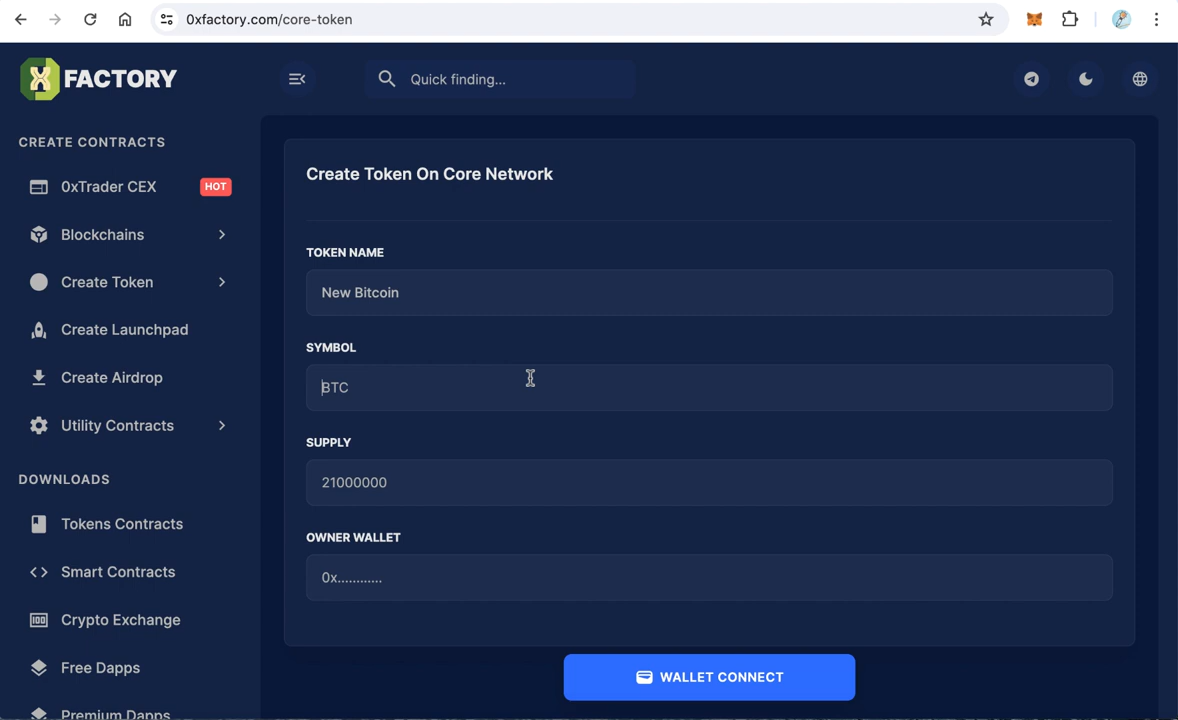 0xfactory.com/core-token
FACTORY
Quick finding...
CREATE CONTRACTS
0xTrader CEX
HOT
Blockchains
Create Token
Create Launchpad
Create Airdrop
Utility Contracts
DOWNLOADS
Tokens Contracts
Smart Contracts
Crypto Exchange
Free Dapps
Premium Dapps
Create Token On Core Network
TOKEN NAME
New Bitcoin
SYMBOL
BTC
SUPPLY
21000000
OWNER WALLET
0x............
WALLET CONNECT